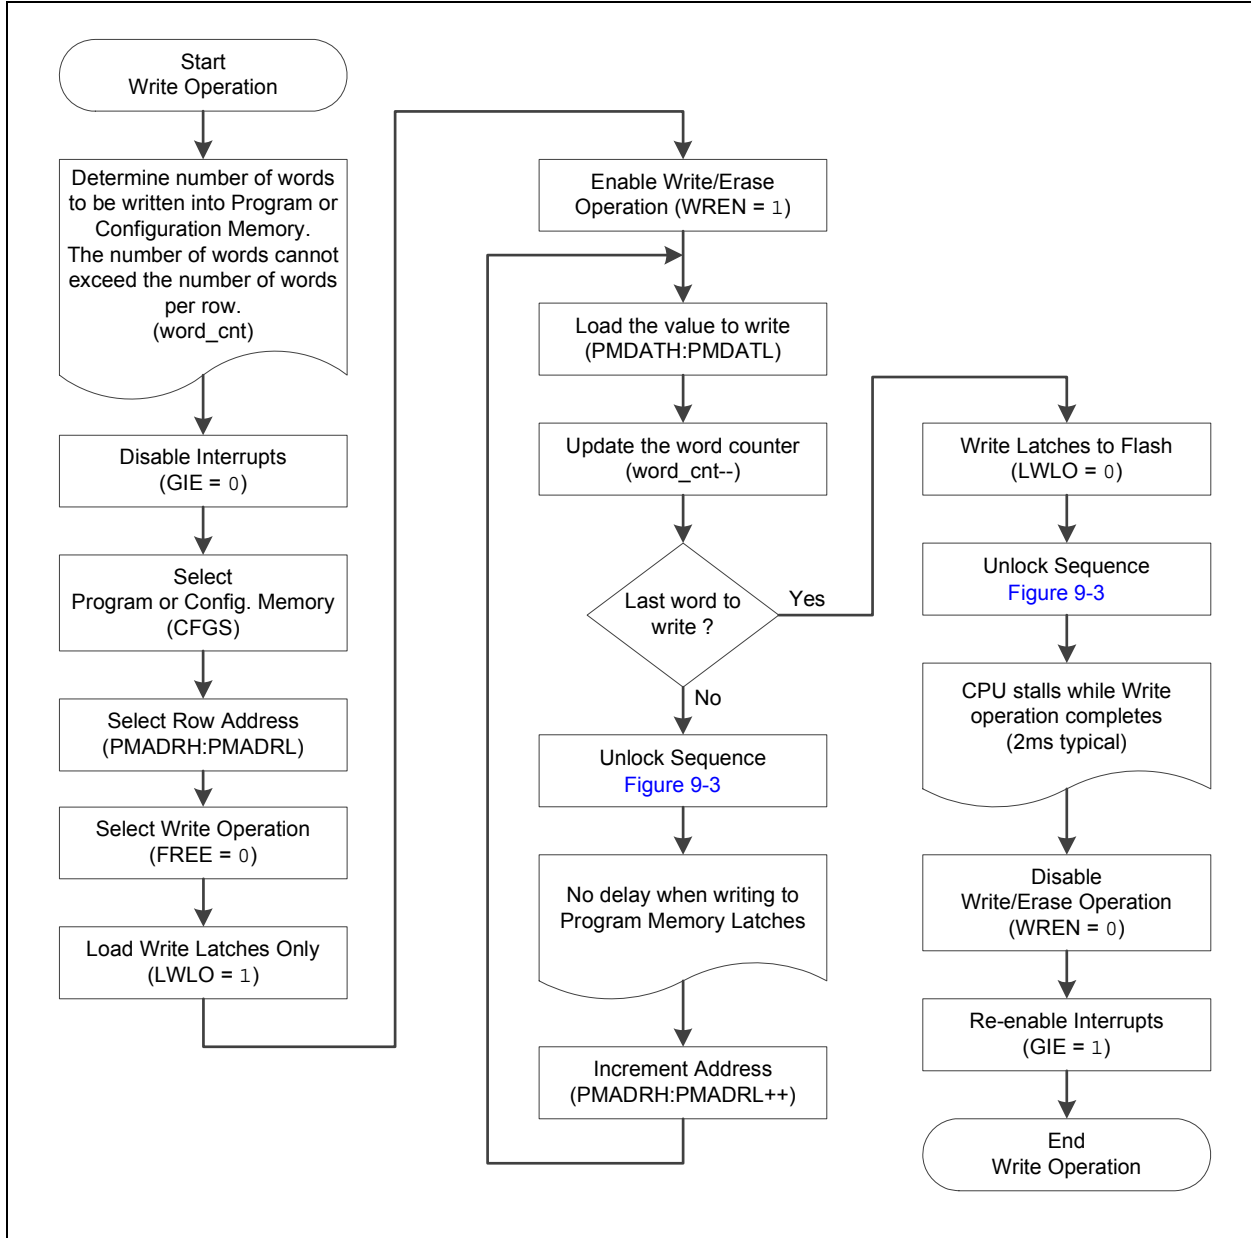 Start
Write Operation
Determine number of words
to be written into Program or
Configuration Memory.
The number of words cannot
exceed the number of words
per row.
(word_cnt)
Disable Interrupts
(GIE = 0)
Select
Program or Config. Memory
(CFGS)
Select Row Address
(PMADRH:PMADRL)
Select Write Operation
(FREE = 0)
Load Write Latches Only
(LWLO = 1)
Enable Write/Erase
Operation (WREN = 1)
Load the value to write
(PMDATH:PMDATL)
Update the word counter
(word_cnt--)
Last word to
write ?
Yes
No
Unlock Sequence
Figure 9-3
No delay when writing to
Program Memory Latches
Increment Address
(PMADRH:PMADRL++)
Write Latches to Flash
(LWLO = 0)
Unlock Sequence
Figure 9-3
CPU stalls while Write
operation completes
(2ms typical)
Disable
Write/Erase Operation
(WREN = 0)
Re-enable Interrupts
(GIE = 1)
End
Write Operation